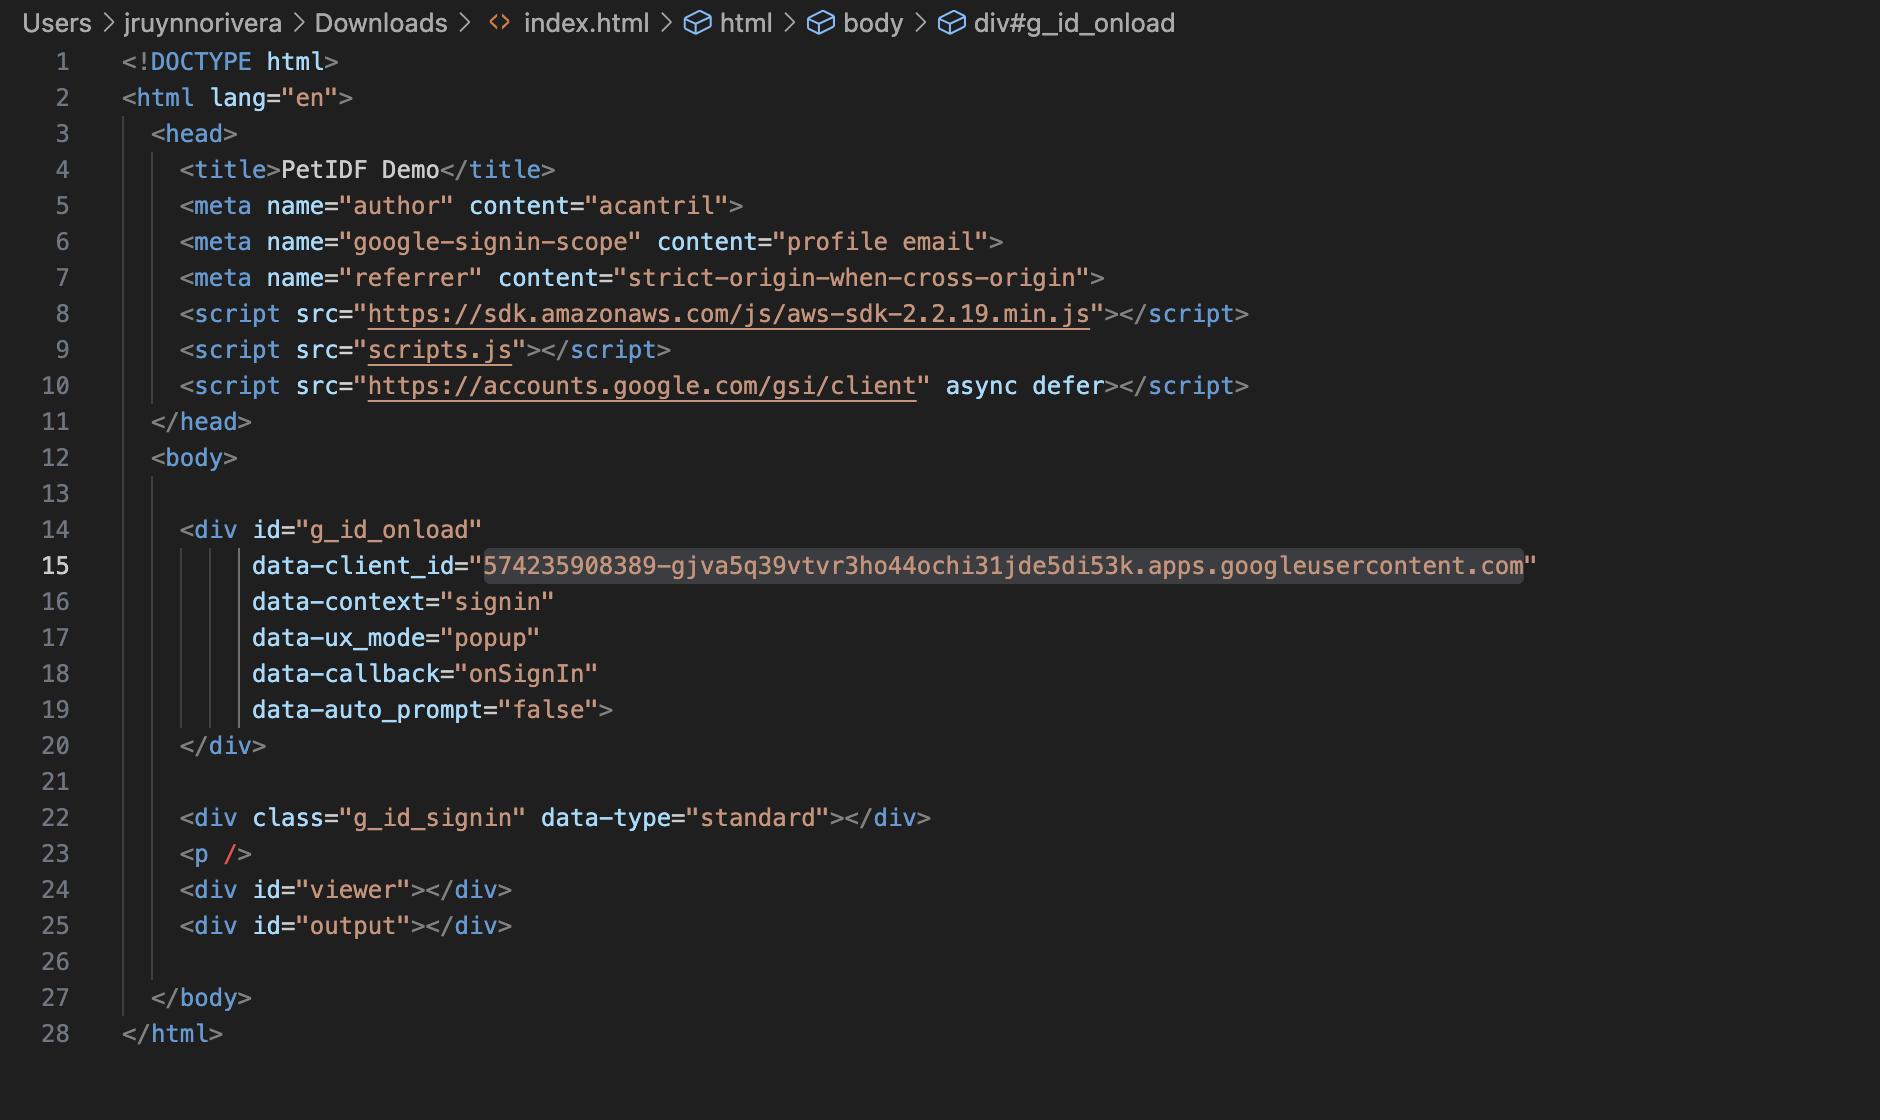 Users > jruynnorivera > Downloads > <> index.html > html > body > div#g_id_onload
1 <!DOCTYPE html>
2 <html lang="en">
3 <head>
4 <title>PetIDF Demo</title>
5 <meta name="author" content="acantril">
6 <meta name="google-signin-scope" content="profile email">
7 <meta name="referrer" content="strict-origin-when-cross-origin">
8 <script src="https://sdk.amazonaws.com/js/aws-sdk-2.2.19.min.js"></script>
9 <script src="scripts.js"></script>
10 <script src="https://accounts.google.com/gsi/client" async defer></script>
11 </head>
12 <body>
13
14 <div id="g_id_onload"
15 data-client_id="574235908389-gjva5q39vtvr3ho44ochi31jde5di53k.apps.googleusercontent.com"
16 data-context="signin"
17 data-ux_mode="popup"
18 data-callback="onSignIn"
19 data-auto_prompt="false">
20 </div>
21
22 <div class="g_id_signin" data-type="standard"></div>
23 <p />
24 <div id="viewer"></div>
25 <div id="output"></div>
26
27 </body>
28 </html>